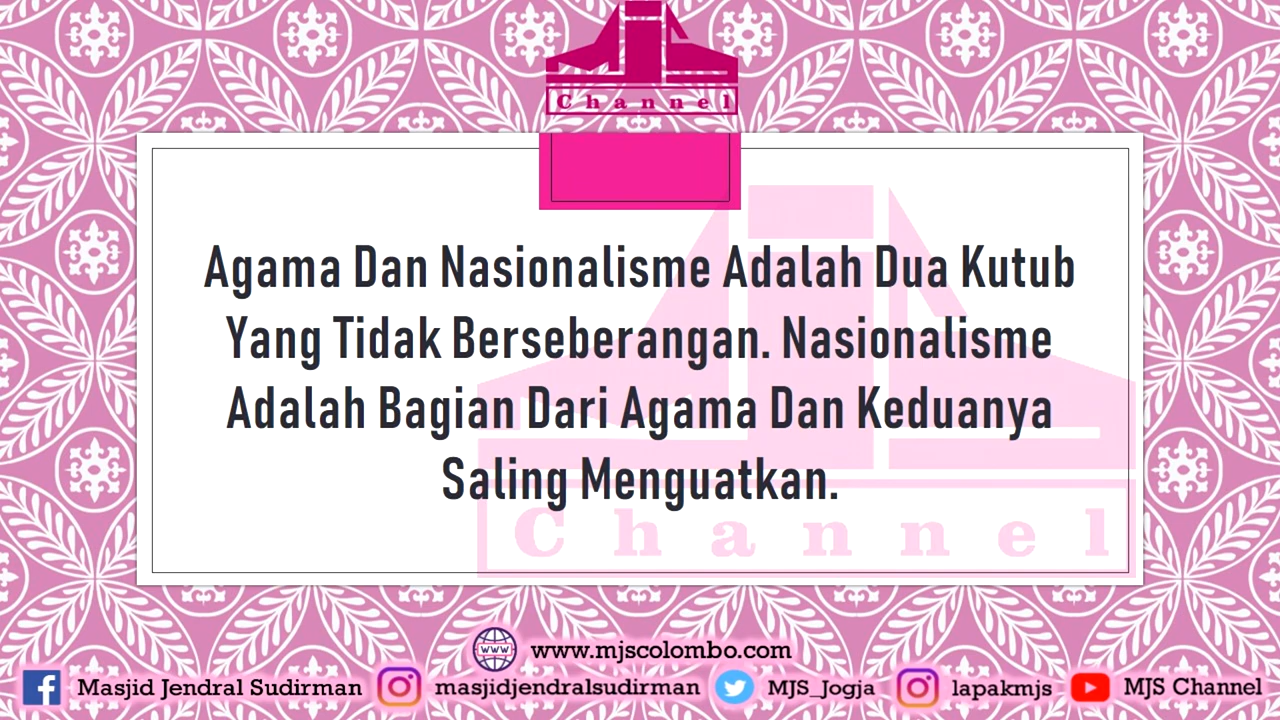 Channel
Agama Dan Nasionalisme Adalah Dua Kutub
Yang Tidak Berseberangan. Nasionalisme
Adalah Bagian Dari Agama Dan Keduanya
Saling Menguatkan.
Channel
www www.mjscolombo.com
Masjid Jendral Sudirman masjidjendralsudirman MJS_Jogja lapakmjs MJS Channel